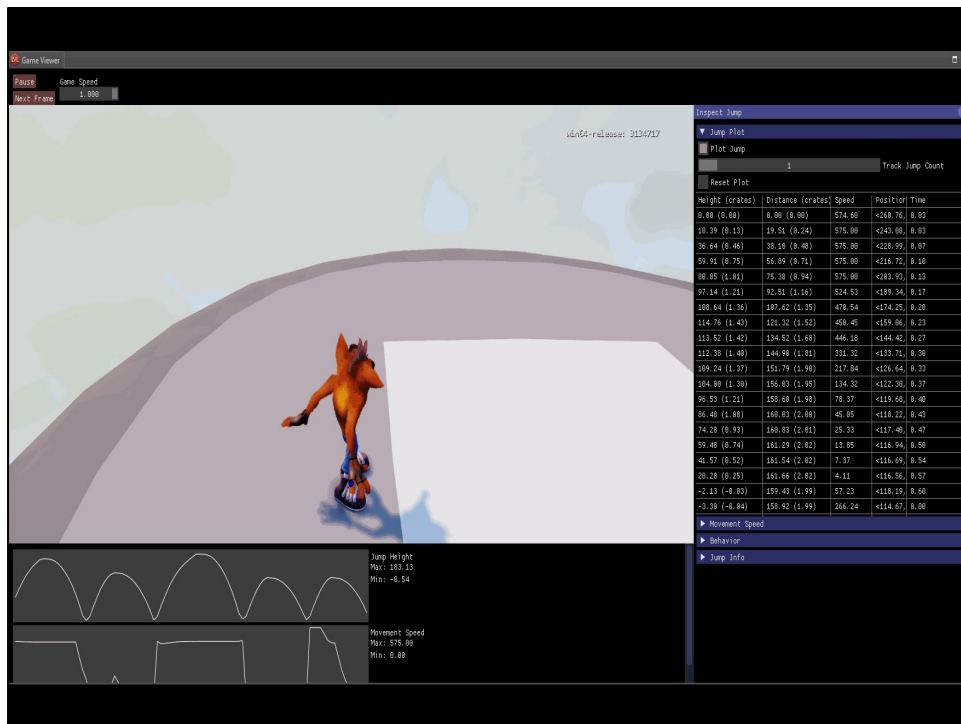 Game Viewer
Pause
Game Speed
Next Frame
1.000
win64-release: 3134717
Inspect Jump
Jump Plot
Plot Jump
1 Track Jump Count
Reset Plot
Height (crates) Distance (crates) Speed Position Time
0.00 (0.00) 0.00 (0.00) 574.60 <260.76, 0.03
10.39 (0.13) 19.51 (0.24) 575.00 <243.00, 0.03
36.64 (0.46) 38.10 (0.48) 575.00 <228.99, 0.07
59.91 (0.75) 56.89 (0.71) 575.00 <216.72, 0.10
80.85 (1.01) 75.38 (0.94) 575.00 <203.93, 0.13
97.14 (1.21) 92.51 (1.16) 524.53 <189.34, 0.17
108.64 (1.36) 107.62 (1.35) 470.54 <174.25, 0.20
114.76 (1.43) 121.32 (1.52) 450.45 <159.06, 0.23
113.52 (1.42) 134.52 (1.68) 446.18 <144.42, 0.27
112.38 (1.40) 144.90 (1.81) 331.32 <133.71, 0.30
109.24 (1.37) 151.79 (1.90) 217.04 <126.64, 0.33
104.00 (1.30) 156.03 (1.95) 134.32 <122.30, 0.37
96.53 (1.21) 158.60 (1.98) 78.37 <119.68, 0.40
86.48 (1.08) 160.03 (2.00) 45.05 <118.22, 0.43
74.28 (0.93) 160.83 (2.01) 25.33 <117.40, 0.47
59.48 (0.74) 161.29 (2.02) 13.85 <116.94, 0.50
41.57 (0.52) 161.54 (2.02) 7.37 <116.69, 0.54
20.28 (0.25) 161.66 (2.02) 4.11 <116.56, 0.57
-2.13 (-0.03) 159.43 (1.99) 57.23 <118.19, 0.60
-3.30 (-0.04) 158.92 (1.99) 266.24 <114.67, 0.00
Movement Speed
Behavior
Jump Info
Jump Height
Max: 183.13
Min: -0.54
Movement Speed
Max: 575.00
Min: 0.00